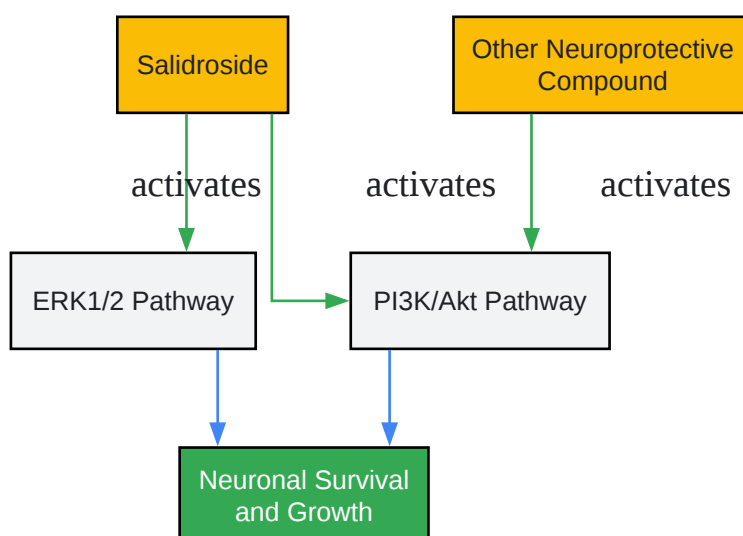 Salidroside
Other Neuroprotective
Compound
activates
activates
activates
ERK1/2 Pathway
PI3K/Akt Pathway
Neuronal Survival
and Growth